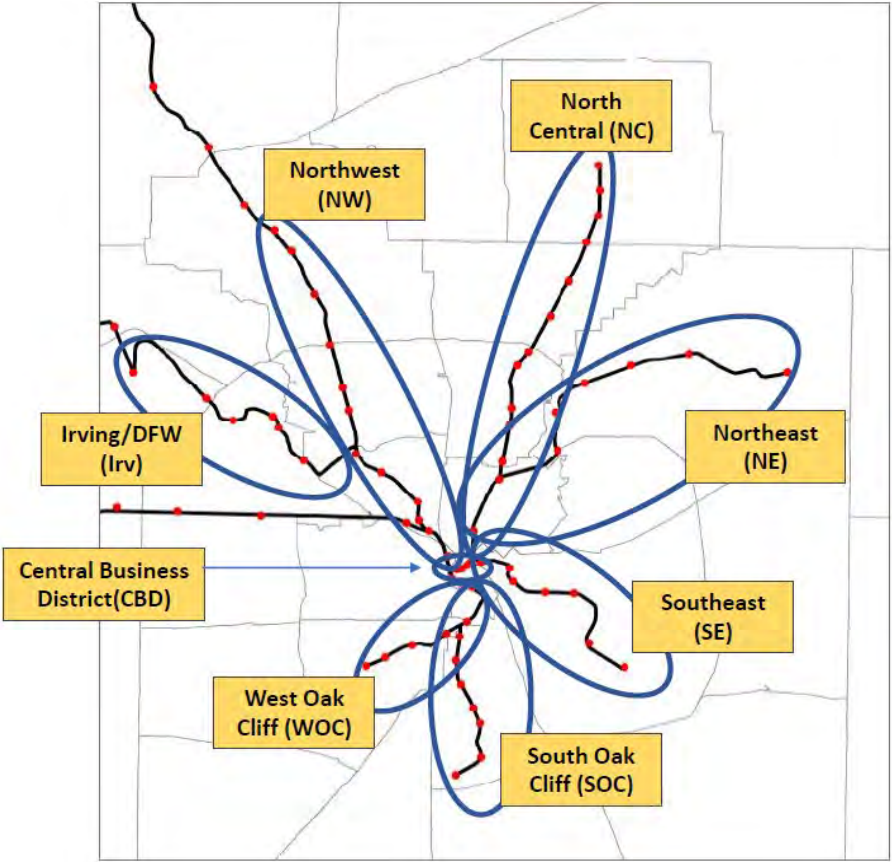 North
Central (NC)
Northwest
(NW)
Irving/DFW
(Irv)
Northeast
(NE)
Central Business
District(CBD)
Southeast
(SE)
West Oak
Cliff (WOC)
South Oak
Cliff (SOC)